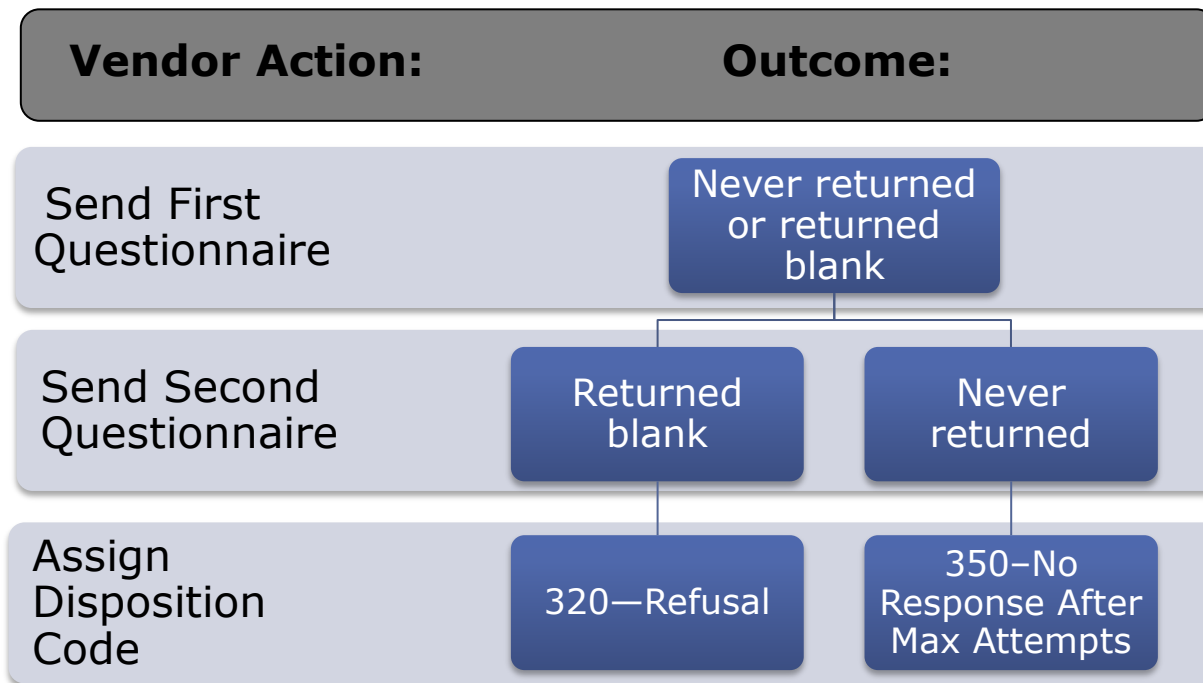 Vendor Action: Outcome:
Send First
Questionnaire
Never returned
or returned
blank
Send Second
Questionnaire
Returned
blank
Never
returned
Assign
Disposition
Code
320—Refusal
350–No
Response After
Max Attempts